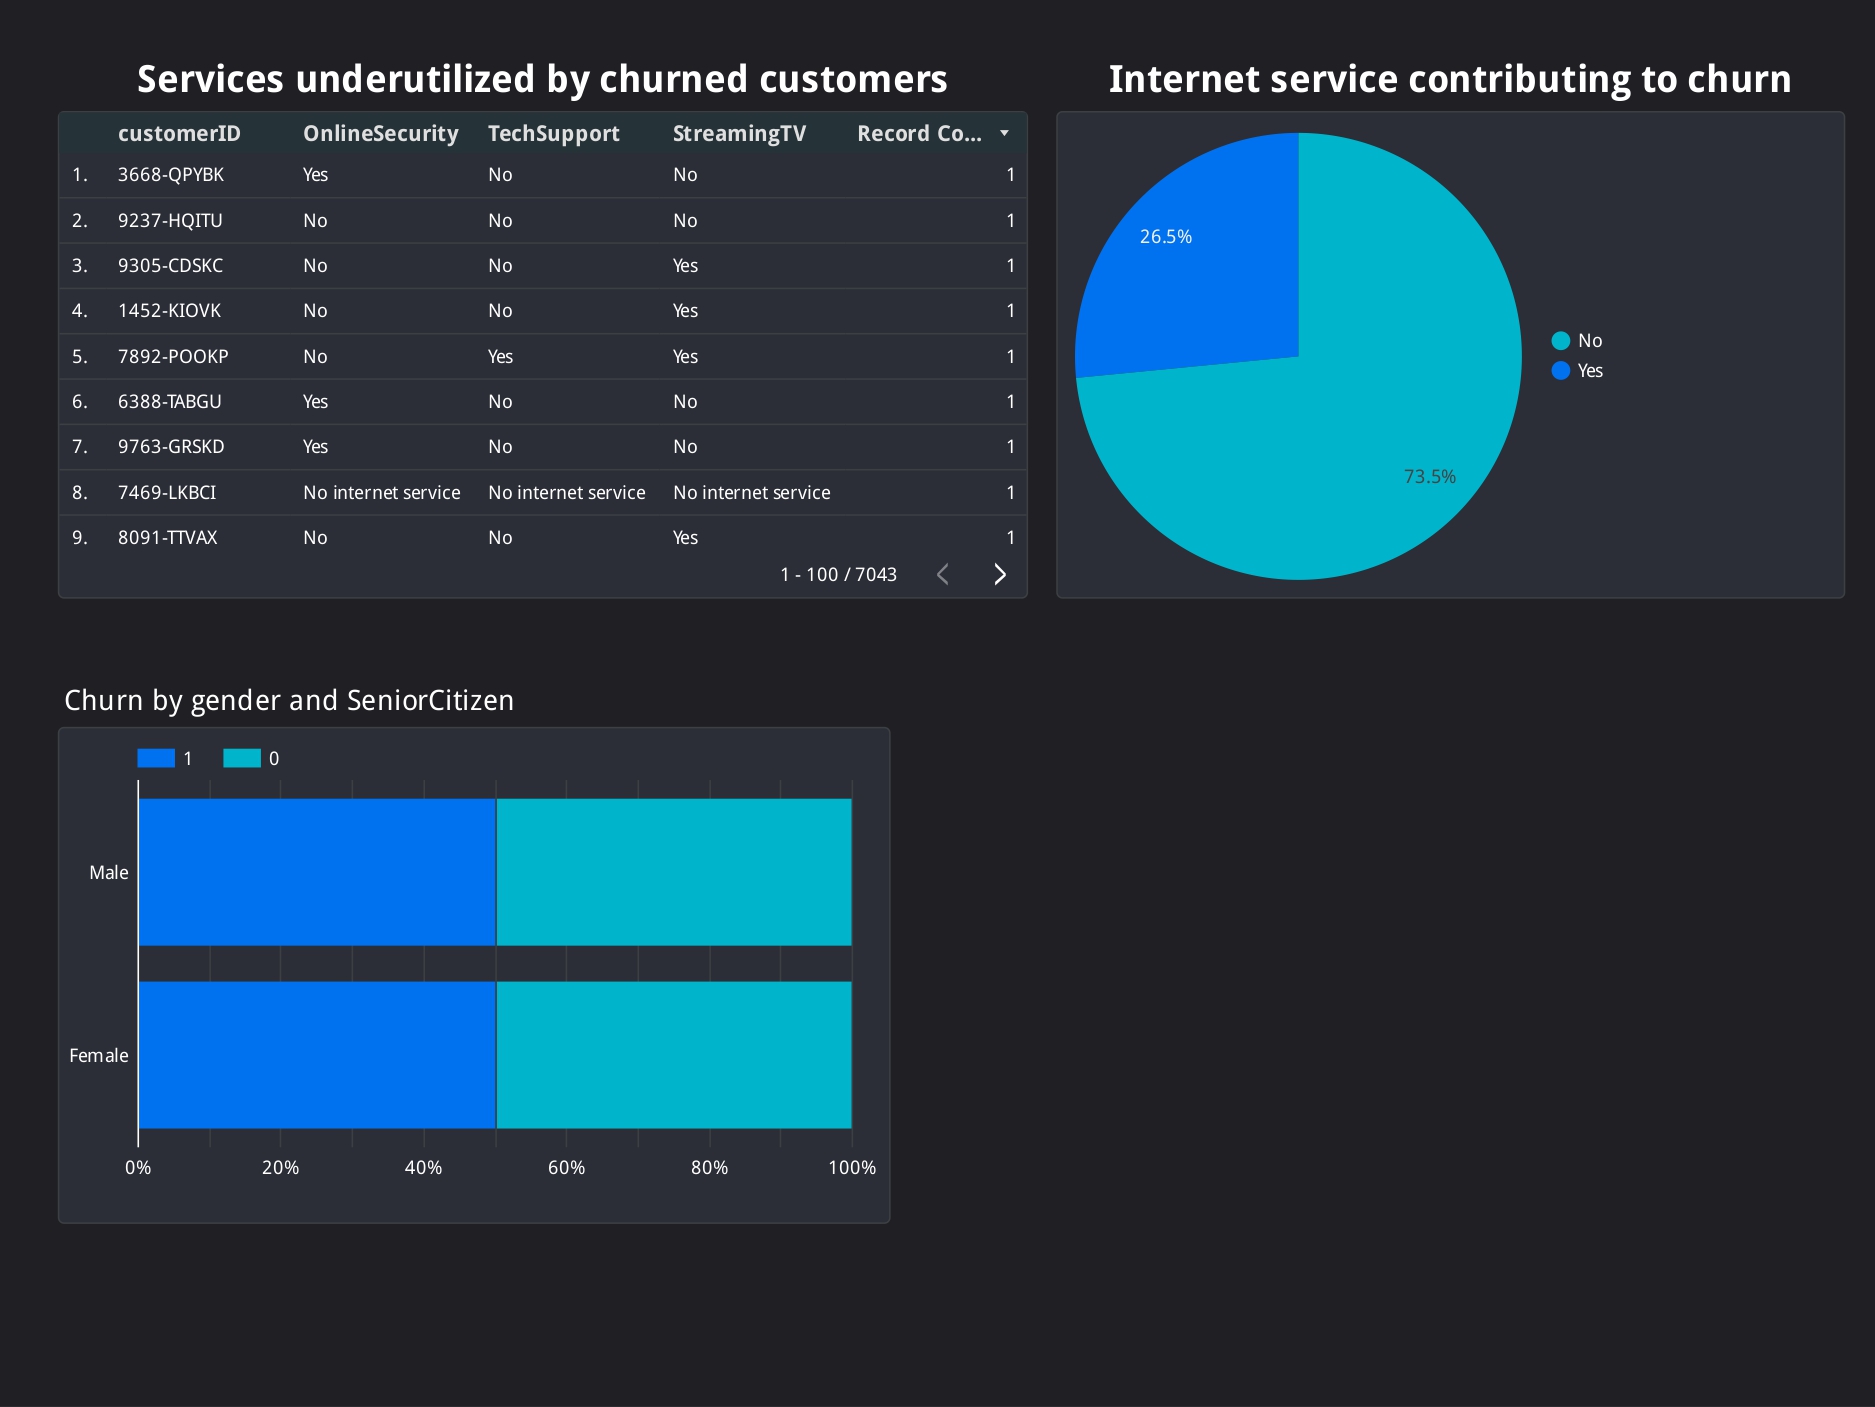 Services underutilized by churned customers
customerID OnlineSecurity TechSupport StreamingTV Record Co...
1. 3668-QPYBK Yes No No 1
2. 9237-HQITU No No No 1
3. 9305-CDSKC No No Yes 1
4. 1452-KIOVK No No Yes 1
5. 7892-POOKP No Yes Yes 1
6. 6388-TABGU Yes No No 1
7. 9763-GRSKD Yes No No 1
8. 7469-LKBCI No internet service No internet service No internet service 1
9. 8091-TTVAX No No Yes 1
1 - 100 / 7043
Internet service contributing to churn
26.5%
73.5%
No
Yes
Churn by gender and SeniorCitizen
1 0
Male
Female
0% 20% 40% 60% 80% 100%